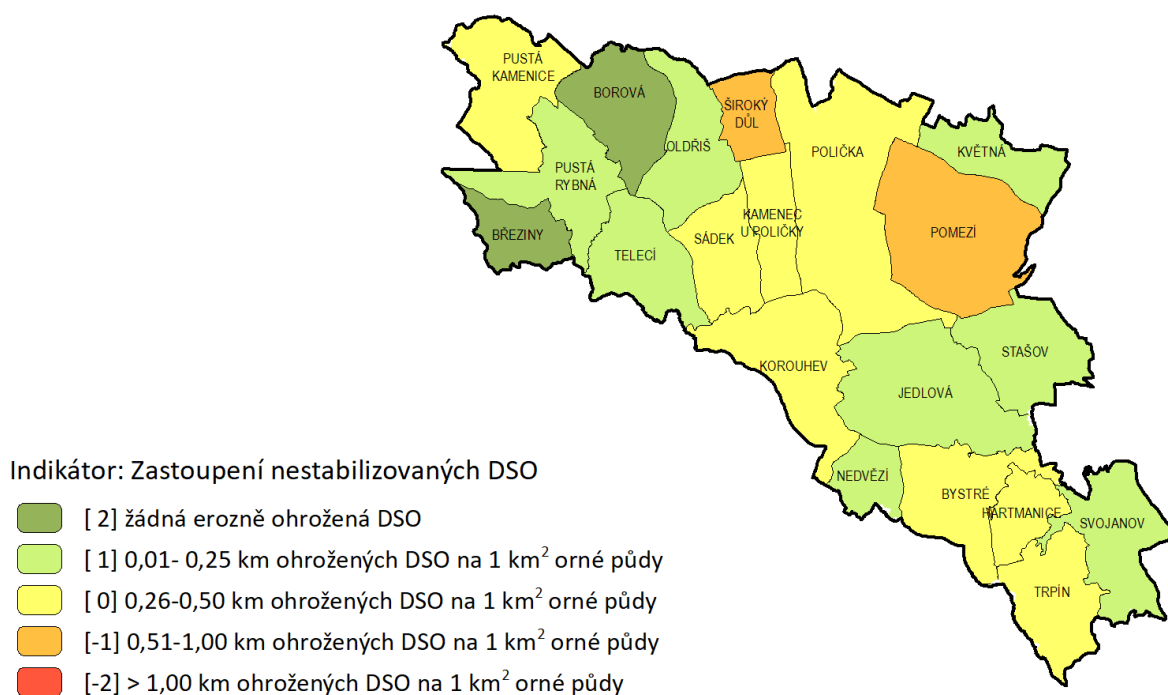 PUSTÁ
KAMENICE
BOROVÁ
ŠIROKÝ
DŮL
OLDŘIŠ
POLIČKA
KVĚTNÁ
PUSTÁ
RYBNÁ
KAMENEC
U POLIČKY
BŘEZINY
SÁDEK
POMEZÍ
TELECÍ
STAŠOV
KOROUHEV
JEDLOVÁ
NEDVĚZÍ
BYSTRÉ
HARTMANICE
SVOJANOV
TRPÍN
Indikátor: Zastoupení nestabilizovaných DSO
[ 2] žádná erozně ohrožená DSO
[ 1] 0,01- 0,25 km ohrožených DSO na 1 km² orné půdy
[ 0] 0,26-0,50 km ohrožených DSO na 1 km² orné půdy
[-1] 0,51-1,00 km ohrožených DSO na 1 km² orné půdy
[-2] > 1,00 km ohrožených DSO na 1 km² orné půdy